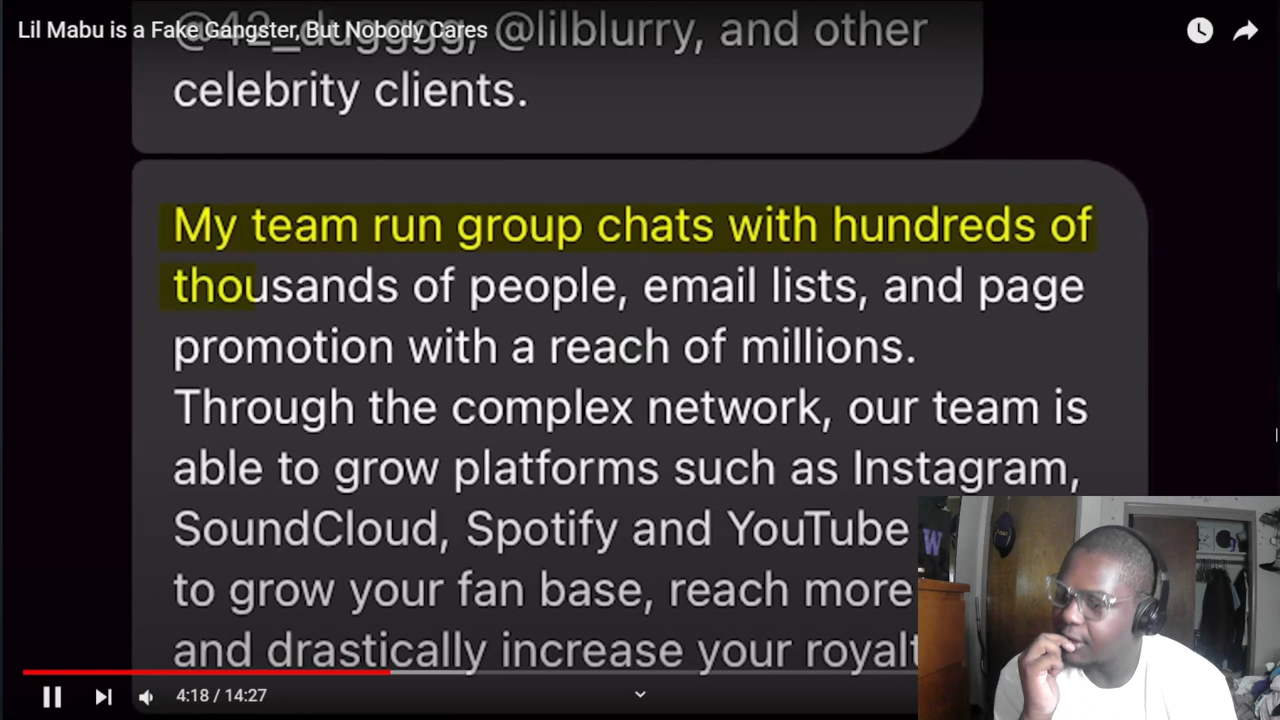 Lil Mabu is a Fake Gangster, But Nobody Cares
@42_dugggg, @lilblurry, and other
celebrity clients.
My team run group chats with hundreds of
thousands of people, email lists, and page
promotion with a reach of millions.
Through the complex network, our team is
able to grow platforms such as Instagram,
SoundCloud, Spotify and YouTube
to grow your fan base, reach more
and drastically increase your royalt
W
4:18 / 14:27